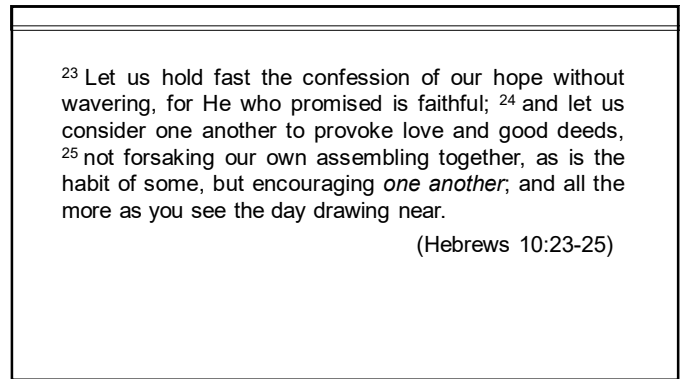 ²³ Let us hold fast the confession of our hope without
wavering, for He who promised is faithful; ²⁴ and let us
consider one another to provoke love and good deeds,
²⁵ not forsaking our own assembling together, as is the
habit of some, but encouraging one another; and all the
more as you see the day drawing near.
(Hebrews 10:23-25)